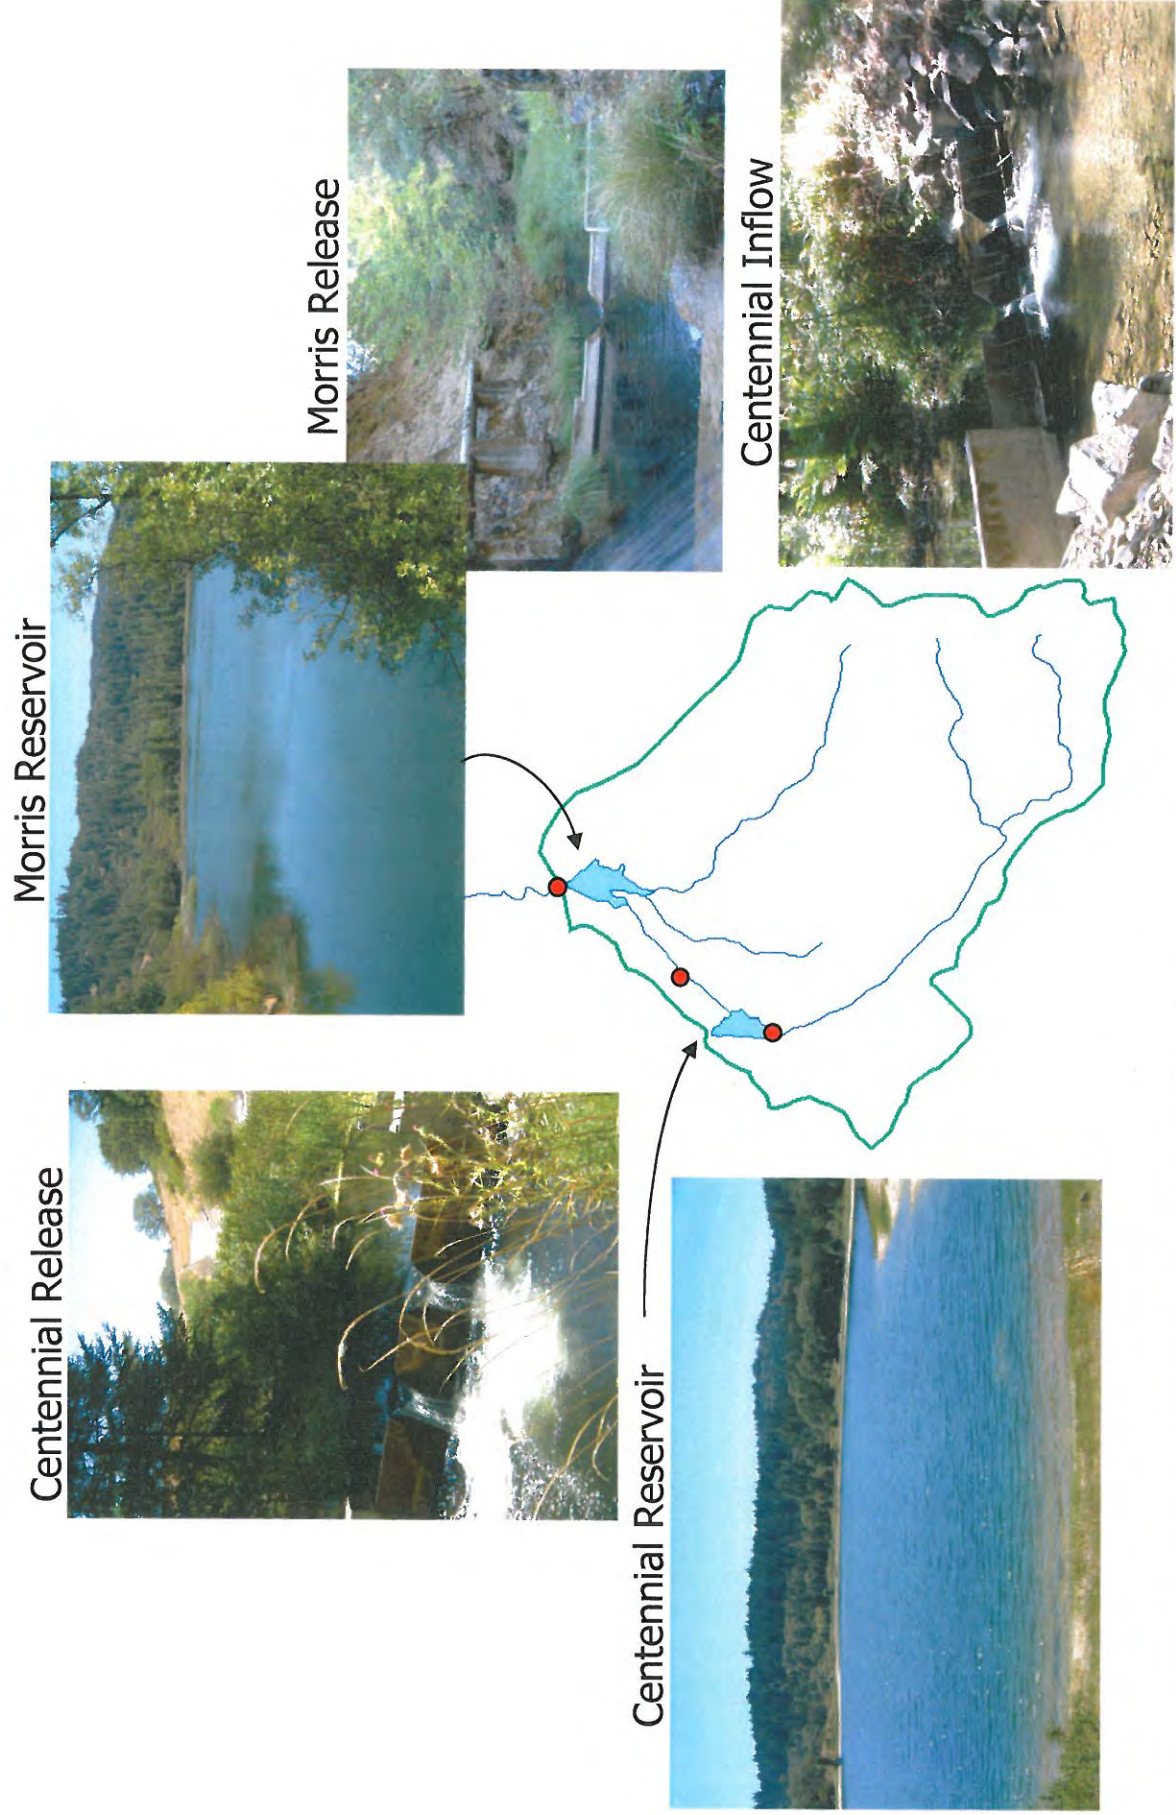 Morris Reservoir
Centennial Release
Morris Release
Centennial Reservoir
Centennial Inflow